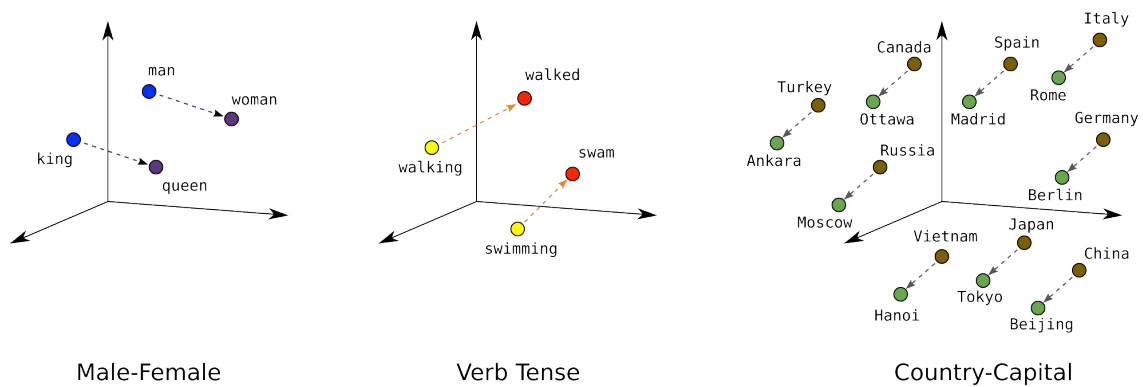 man
woman
king
queen
Male-Female
walked
walking
swam
swimming
Verb Tense
Italy
Canada
Spain
Turkey
Rome
Ottawa
Madrid
Germany
Ankara
Russia
Berlin
Moscow
Vietnam
Japan
China
Hanoi
Tokyo
Beijing
Country-Capital